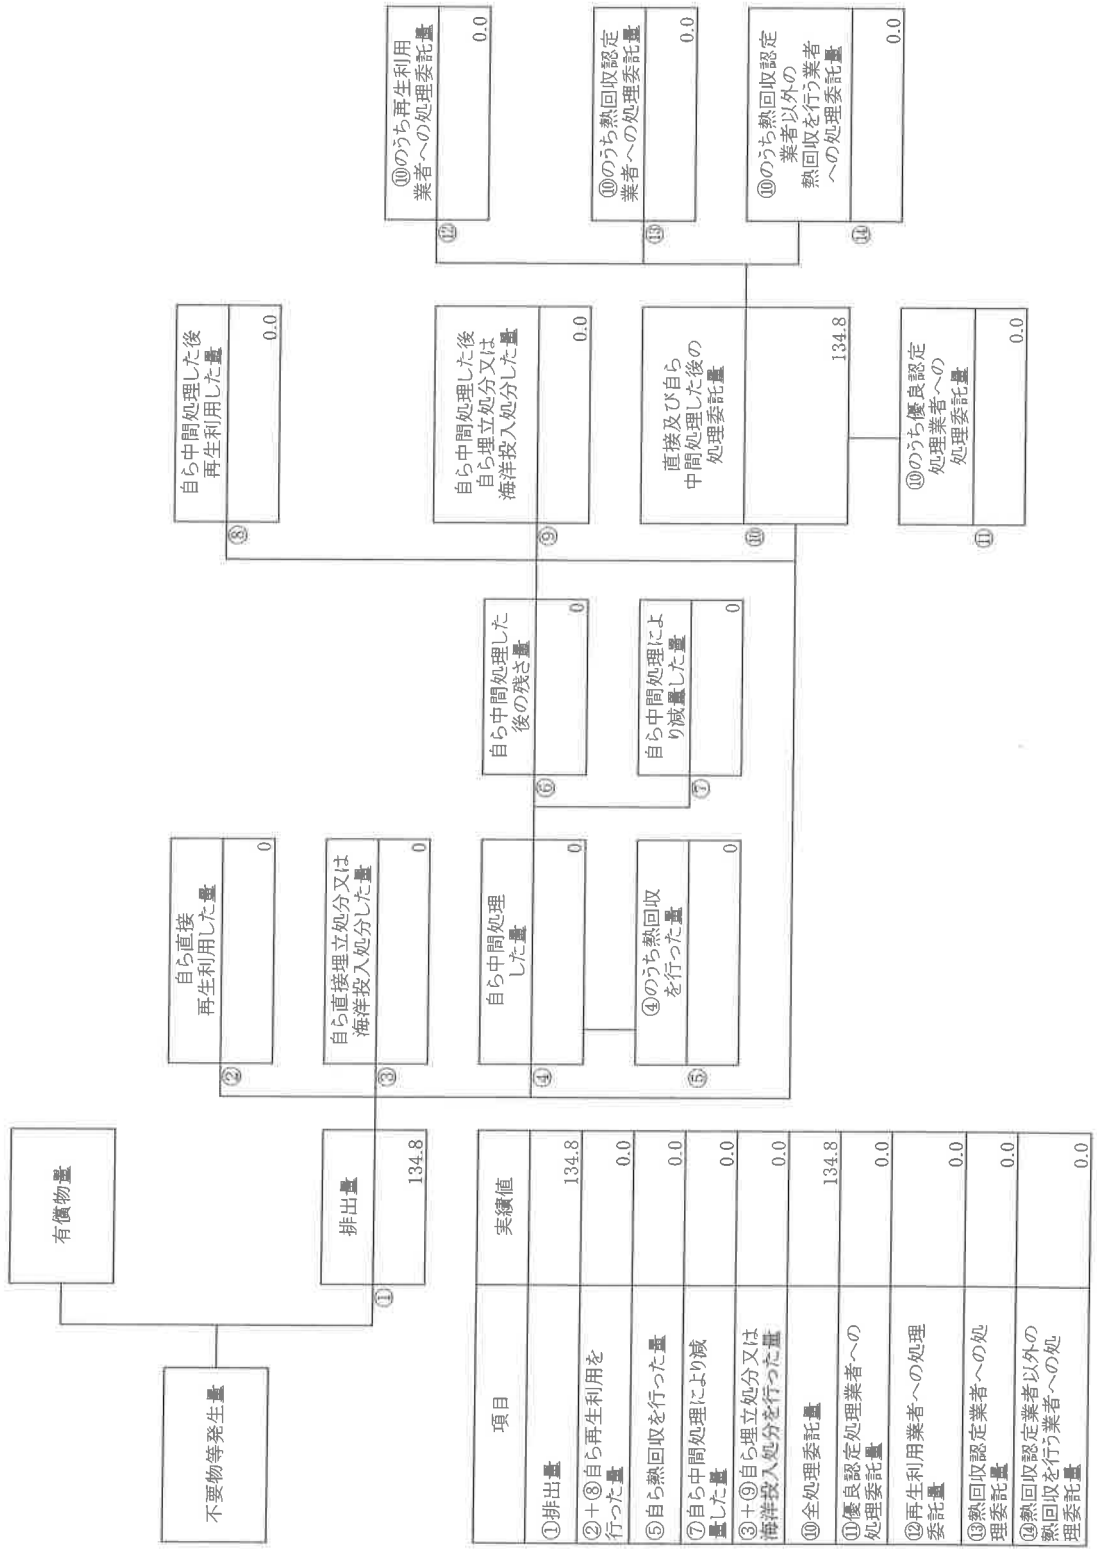 不要物等発生量
有償物量
①
排出量
134.8
②
自ら直接
再生利用した量
0
③
自ら直接埋立処分又は
海洋投入処分した量
0
④
自ら中間処理
した量
0
⑤
④のうち熱回収
を行った量
0
⑥
自ら中間処理した
後の残さ量
0
⑦
自ら中間処理によ
り減量した量
0
⑧
自ら中間処理した後
再生利用した量
0.0
⑨
自ら中間処理した後
自ら埋立処分又は
海洋投入処分した量
0.0
⑩
直接及び自ら
中間処理した後の
処理委託量
134.8
⑪
⑩のうち優良認定
処理業者への
処理委託量
0.0
⑫
⑩のうち再生利用
業者への処理委託量
0.0
⑬
⑩のうち熱回収認定
業者への処理委託量
0.0
⑭
⑩のうち熱回収認定
業者以外の
熱回収を行う業者
への処理委託量
0.0
項目 実績値
①排出量 134.8
②+⑧自ら再生利用を
行った量 0.0
⑤自ら熱回収を行った量 0.0
⑦自ら中間処理により減
量した量 0.0
③+⑨自ら埋立処分又は
海洋投入処分を行った量 0.0
⑩全処理委託量 134.8
⑪優良認定処理業者への
処理委託量 0.0
⑫再生利用業者への処理
委託量 0.0
⑬熱回収認定業者への処
理委託量 0.0
⑭熱回収認定業者以外の
熱回収を行う業者への処
理委託量 0.0